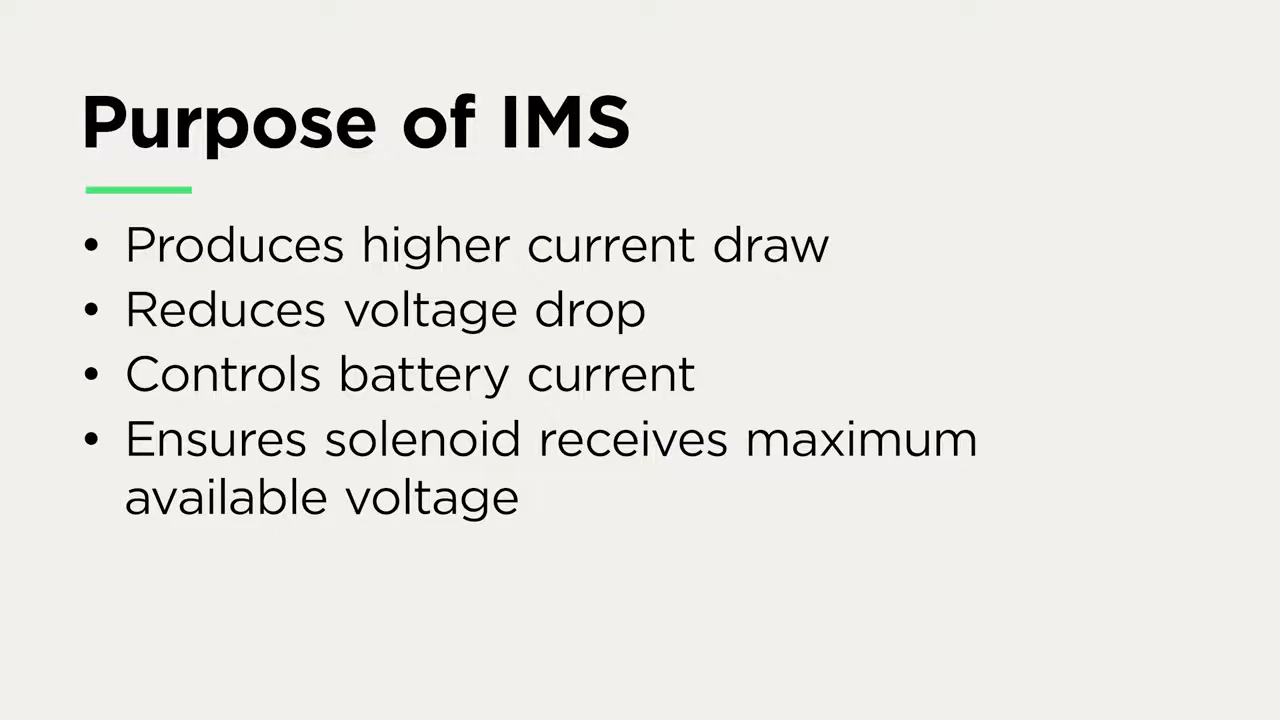 Purpose of IMS
• Produces higher current draw
• Reduces voltage drop
• Controls battery current
• Ensures solenoid receives maximum
available voltage